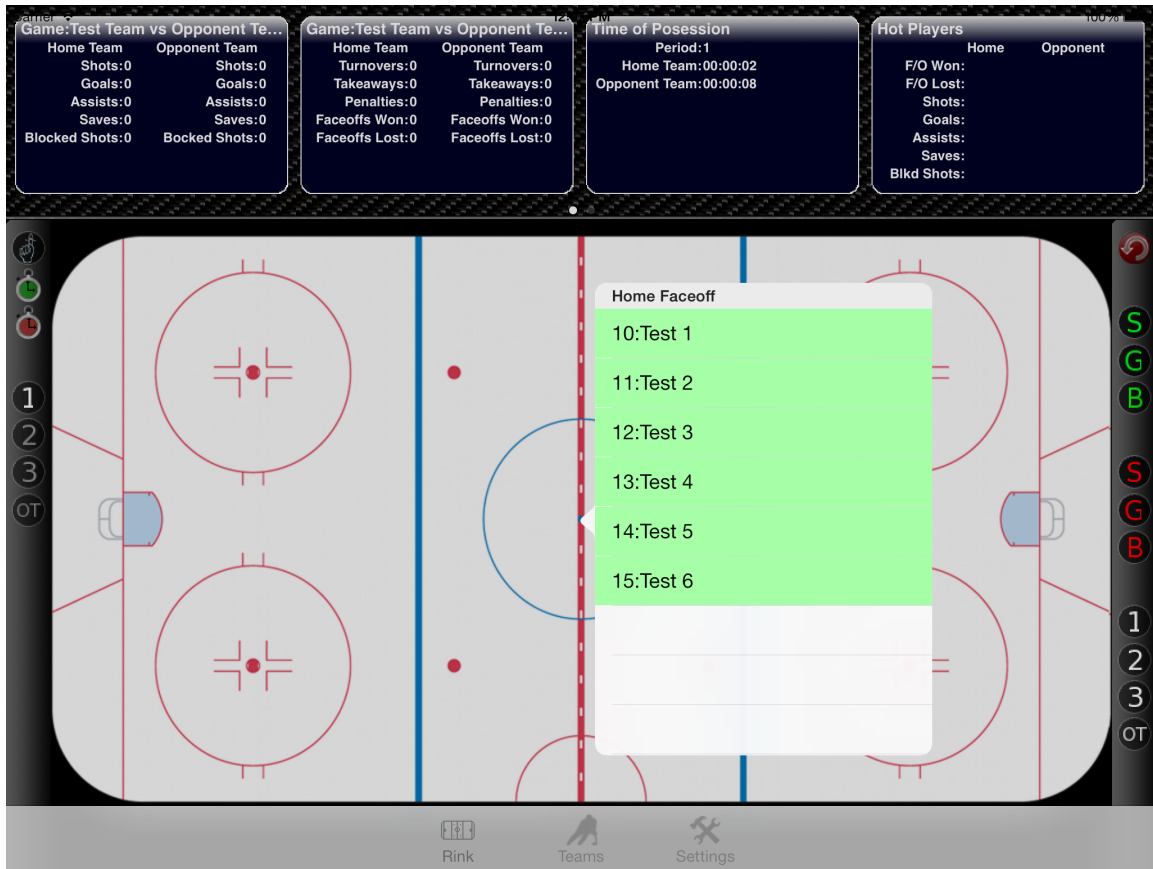 Game:Test Team vs Opponent Te...
Home Team Opponent Team
Shots:0 Shots:0
Goals:0 Goals:0
Assists:0 Assists:0
Saves:0 Saves:0
Blocked Shots:0 Bocked Shots:0
Game:Test Team vs Opponent Te...
Home Team Opponent Team
Turnovers:0 Turnovers:0
Takeaways:0 Takeaways:0
Penalties:0 Penalties:0
Faceoffs Won:0 Faceoffs Won:0
Faceoffs Lost:0 Faceoffs Lost:0
Time of Posession
Period:1
Home Team:00:00:02
Opponent Team:00:00:08
100%
Hot Players
Home Opponent
F/O Won:
F/O Lost:
Shots:
Goals:
Assists:
Saves:
Blkd Shots:
1
2
3
OT
Home Faceoff
10:Test 1
11:Test 2
12:Test 3
13:Test 4
14:Test 5
15:Test 6
S
G
B
S
G
B
1
2
3
OT
Rink Teams Settings